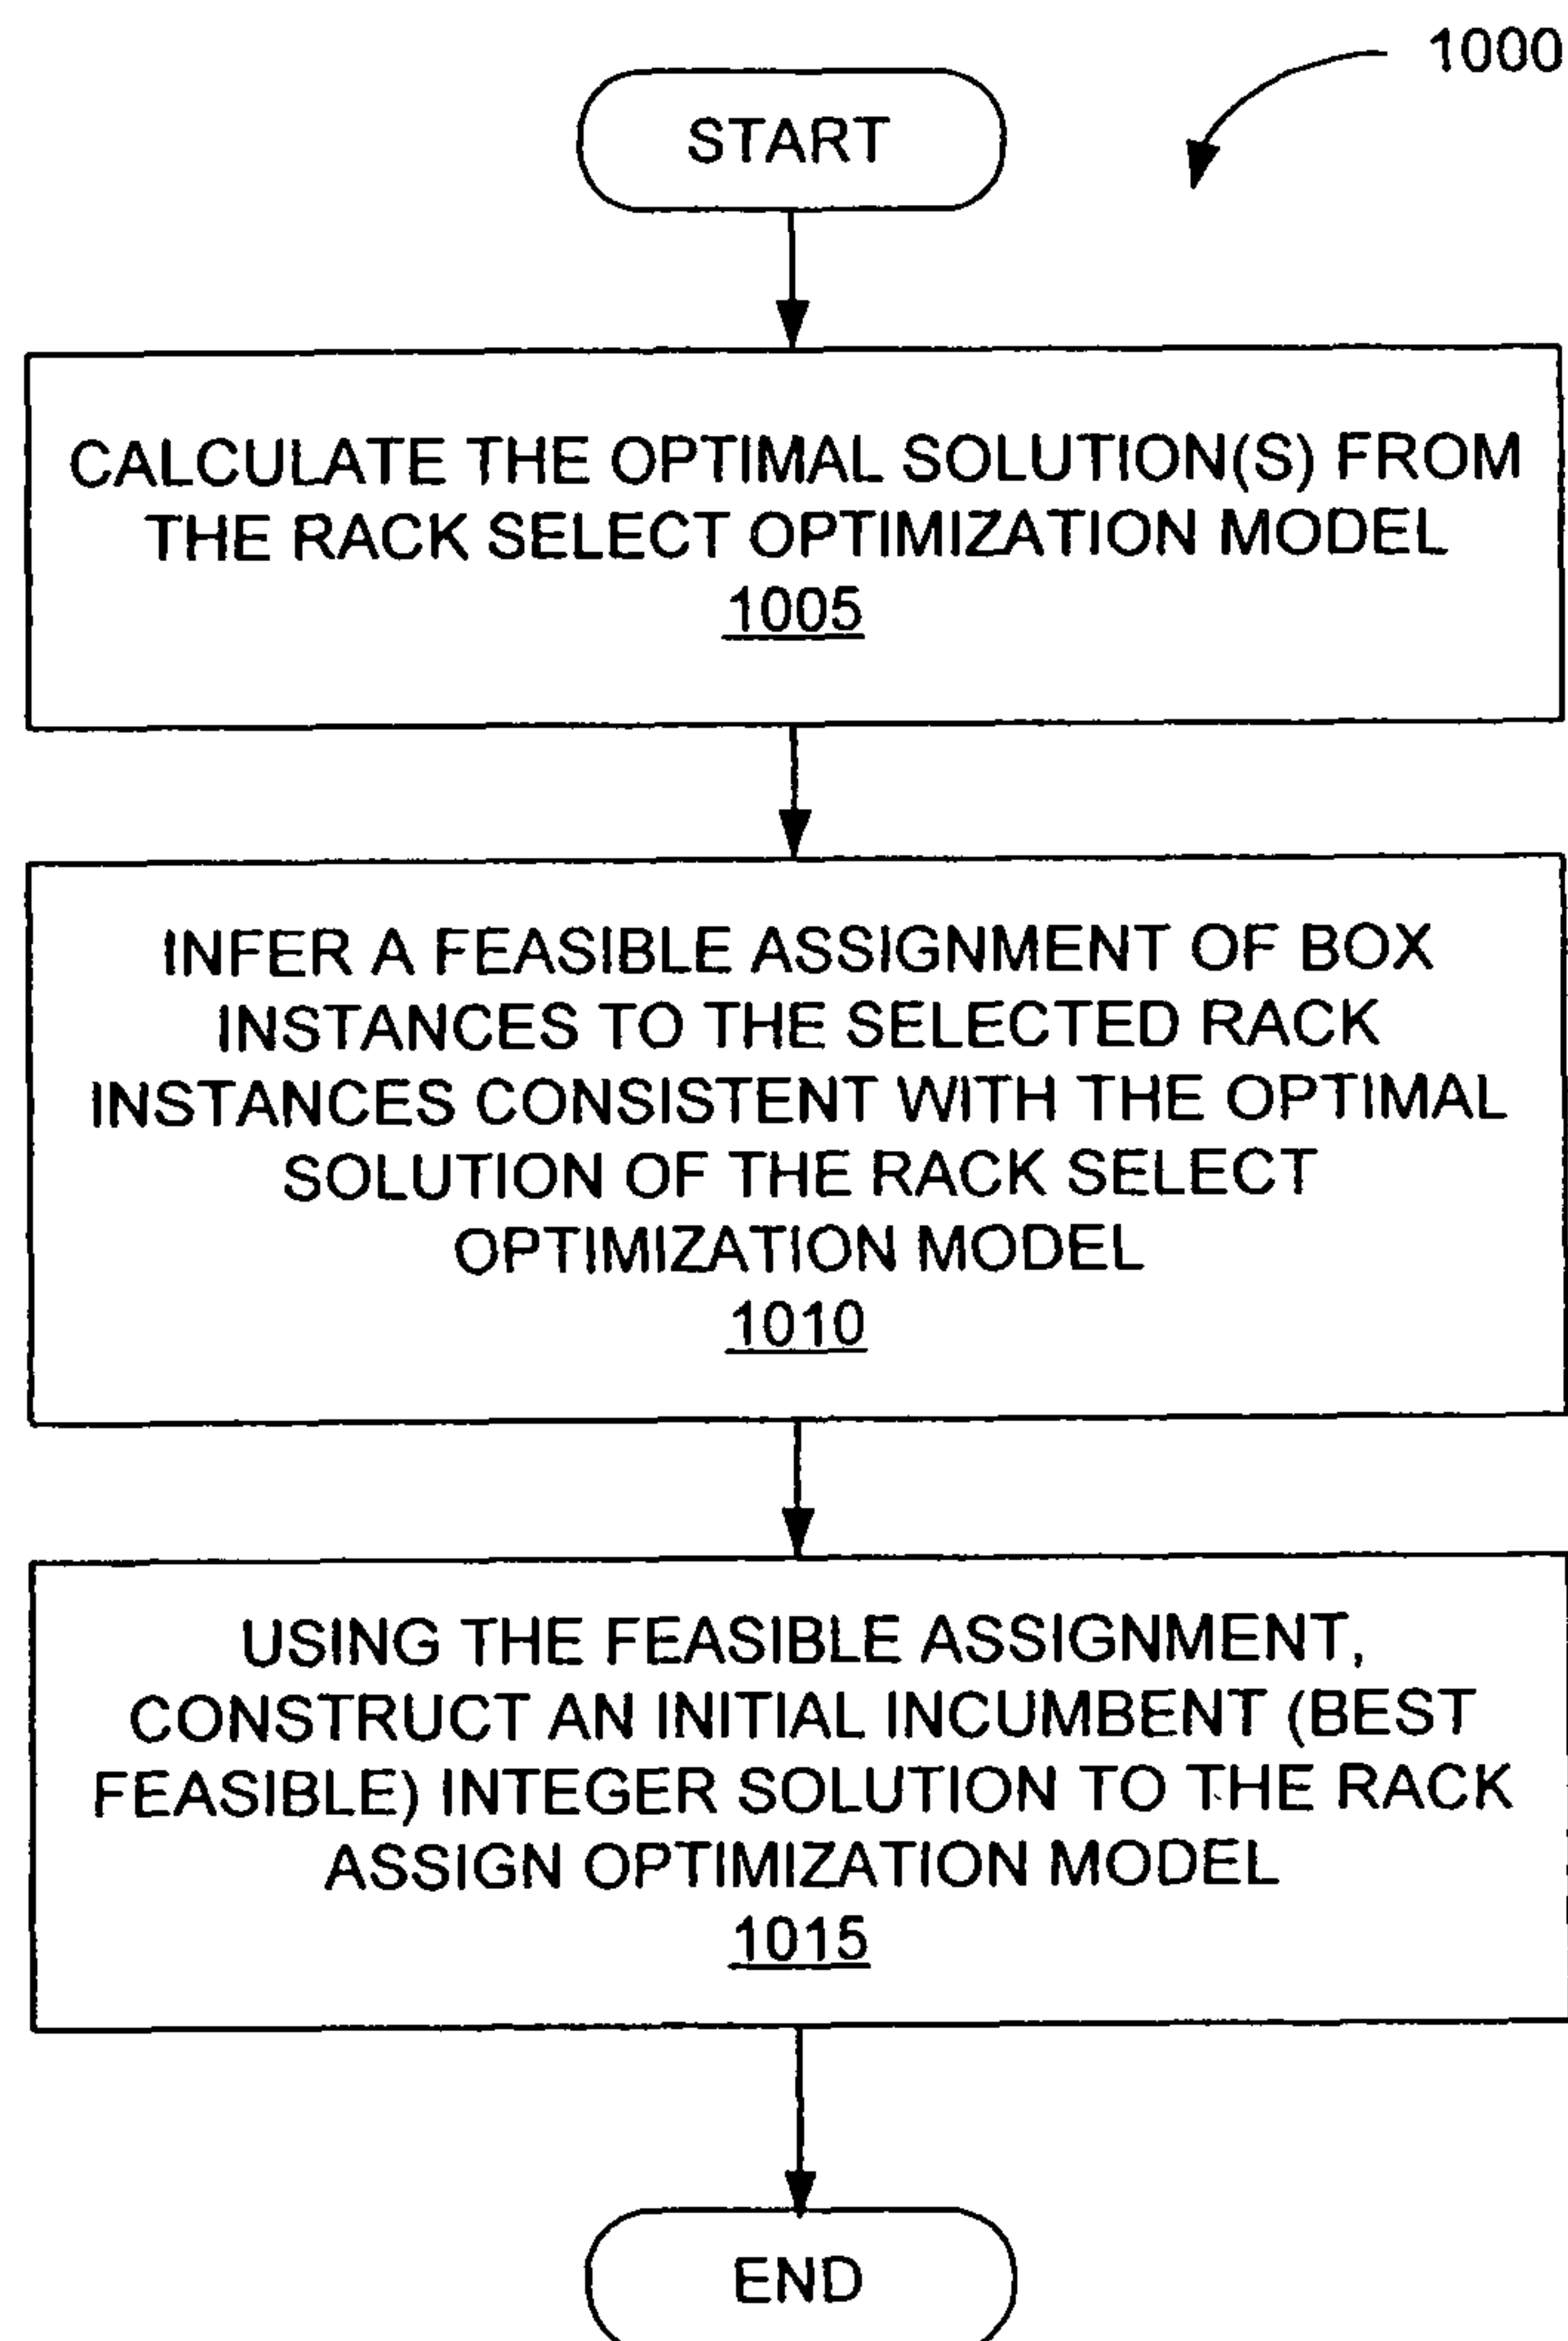 1000
START
CALCULATE THE OPTIMAL SOLUTION(S) FROM
THE RACK SELECT OPTIMIZATION MODEL
1005
INFER A FEASIBLE ASSIGNMENT OF BOX
INSTANCES TO THE SELECTED RACK
INSTANCES CONSISTENT WITH THE OPTIMAL
SOLUTION OF THE RACK SELECT
OPTIMIZATION MODEL
1010
USING THE FEASIBLE ASSIGNMENT,
CONSTRUCT AN INITIAL INCUMBENT (BEST
FEASIBLE) INTEGER SOLUTION TO THE RACK
ASSIGN OPTIMIZATION MODEL
1015
END